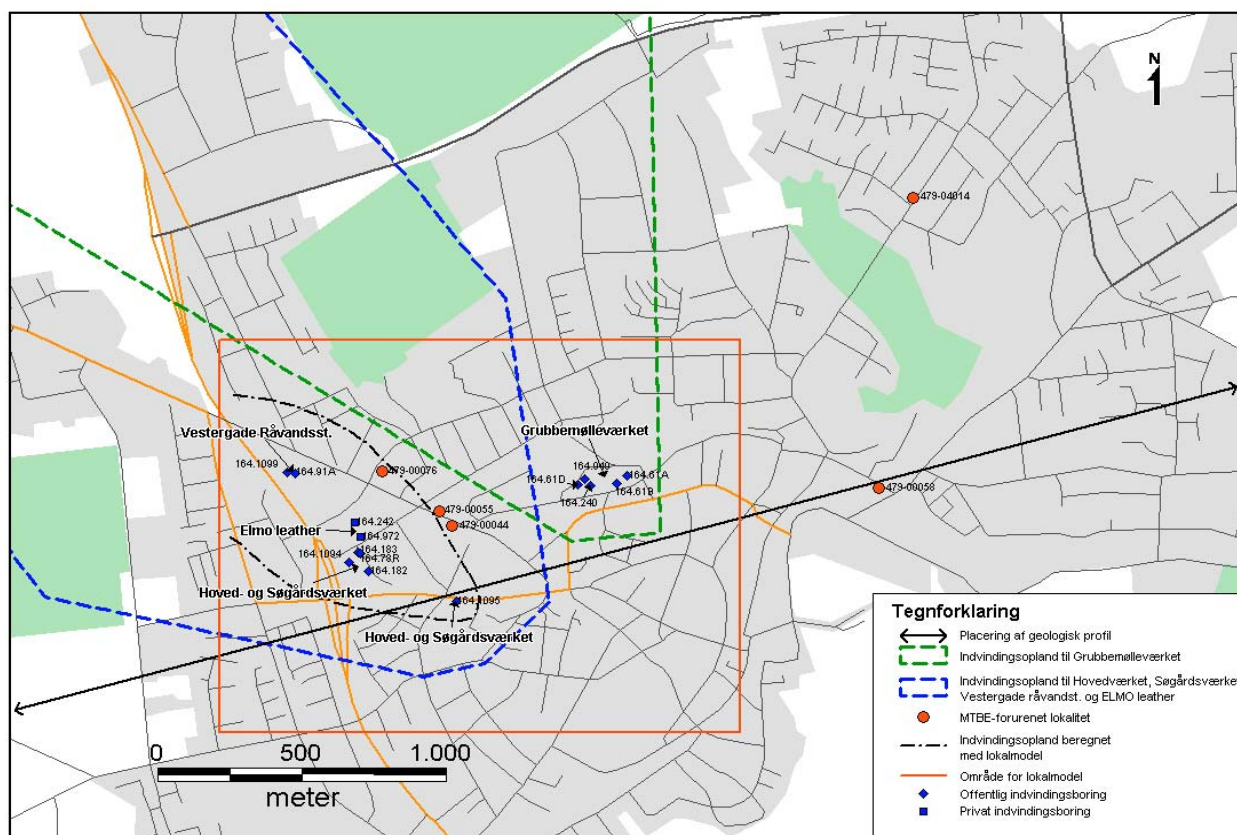 N
479-04014
Vestergade Råvandsst.
Grubbemølleværket
164.1099
164.91A
479-00076
164.949
164.61D
164.61A
164.61B
164.240
479-00058
479-00055
479-00044
164.242
Elmo leather
164.972
164.183
164.1094
164.78.R
164.182
Hoved- og Søgårdsværket
164.1095
Hoved- og Søgårdsværket
0 500 1.000
meter
Tegnforklaring
Placering af geologisk profil
Indvindingsopland til Grubbemølleværket
Indvindingsopland til Hovedværket, Søgårdsværket
Vestergade råvandst. og ELMO leather
MTBE-forurenet lokalitet
Indvindingsopland beregnet
med lokalmodel
Område for lokalmodel
Offentlig indvindingsboring
Privat indvindingsboring